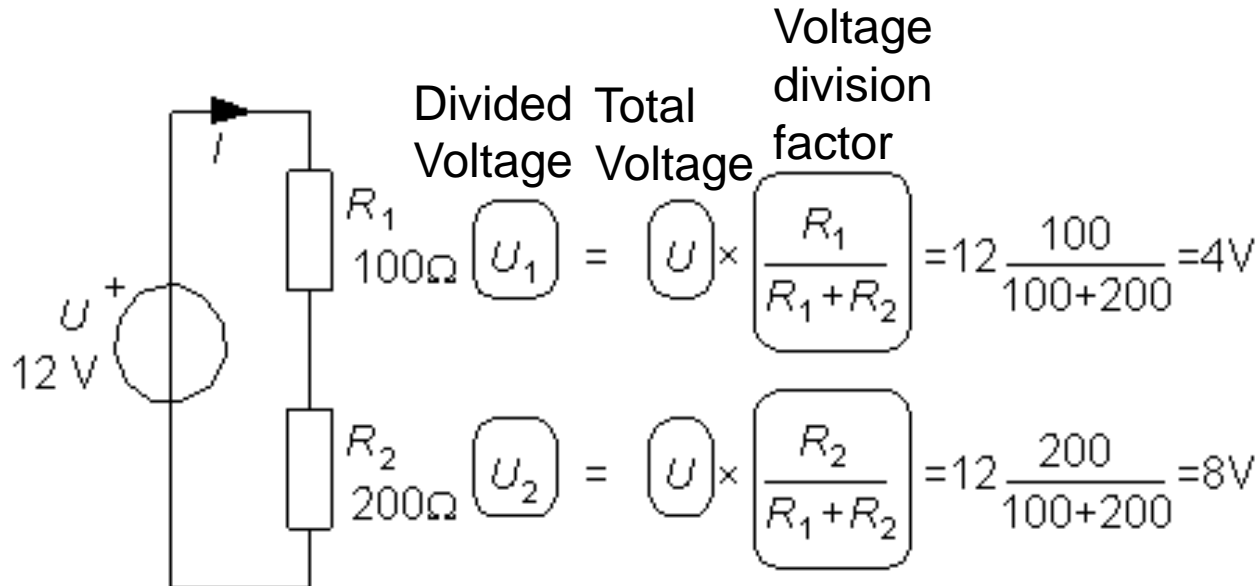 Voltage
division
factor
Divided
Voltage
Total
Voltage
I
R₁
100Ω
U₁ = U × R₁/(R₁+R₂) = 12 100/(100+200) = 4V
U +
12 V
R₂
200Ω
U₂ = U × R₂/(R₁+R₂) = 12 200/(100+200) = 8V